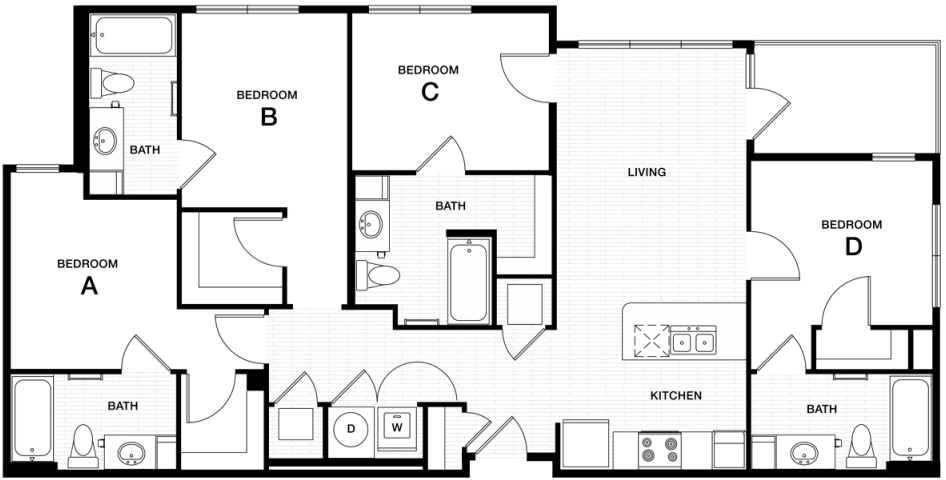 BEDROOM
C
BEDROOM
B
BATH
LIVING
BATH
BEDROOM
D
BEDROOM
A
KITCHEN
BATH
BATH
D
W